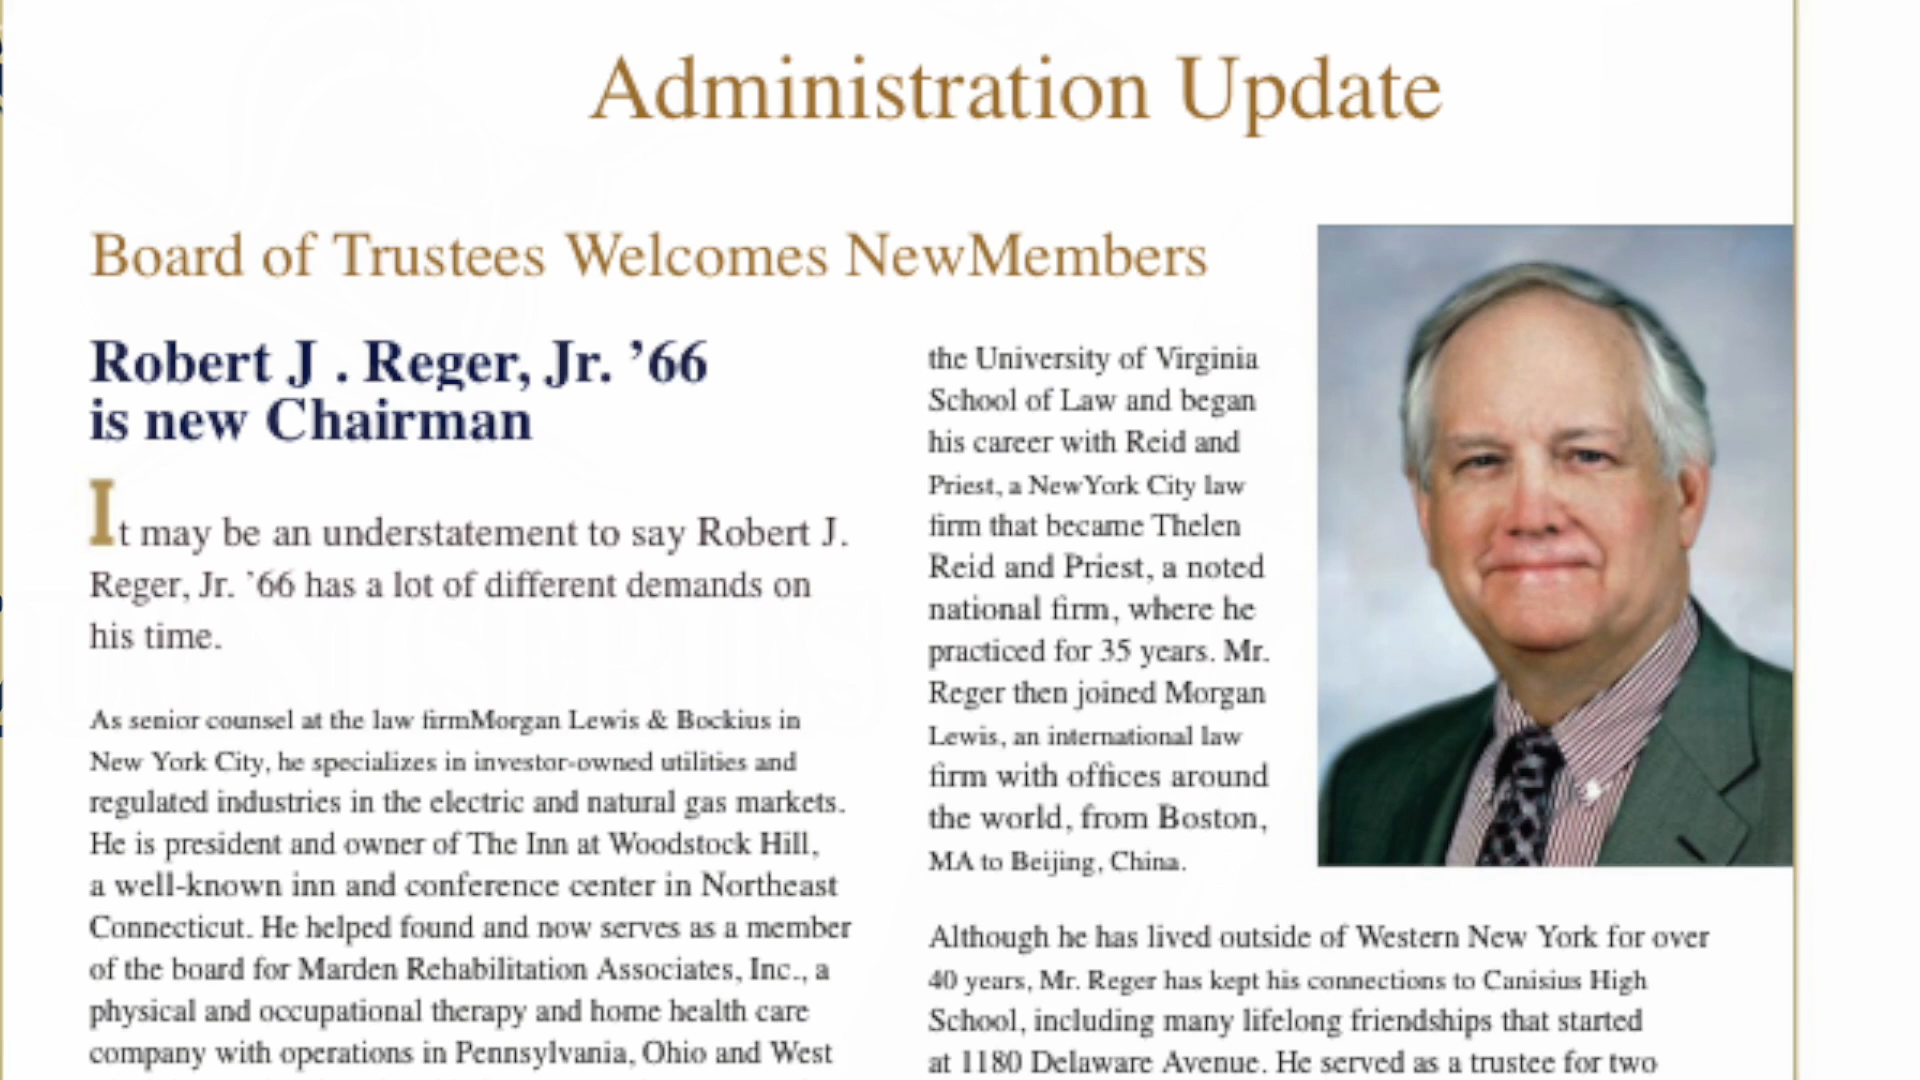 Administration Update
Board of Trustees Welcomes NewMembers
Robert J . Reger, Jr. ’66
is new Chairman
It may be an understatement to say Robert J.
Reger, Jr. ’66 has a lot of different demands on
his time.
As senior counsel at the law firmMorgan Lewis & Bockius in
New York City, he specializes in investor-owned utilities and
regulated industries in the electric and natural gas markets.
He is president and owner of The Inn at Woodstock Hill,
a well-known inn and conference center in Northeast
Connecticut. He helped found and now serves as a member
of the board for Marden Rehabilitation Associates, Inc., a
physical and occupational therapy and home health care
company with operations in Pennsylvania, Ohio and West
the University of Virginia
School of Law and began
his career with Reid and
Priest, a NewYork City law
firm that became Thelen
Reid and Priest, a noted
national firm, where he
practiced for 35 years. Mr.
Reger then joined Morgan
Lewis, an international law
firm with offices around
the world, from Boston,
MA to Beijing, China.
Although he has lived outside of Western New York for over
40 years, Mr. Reger has kept his connections to Canisius High
School, including many lifelong friendships that started
at 1180 Delaware Avenue. He served as a trustee for two